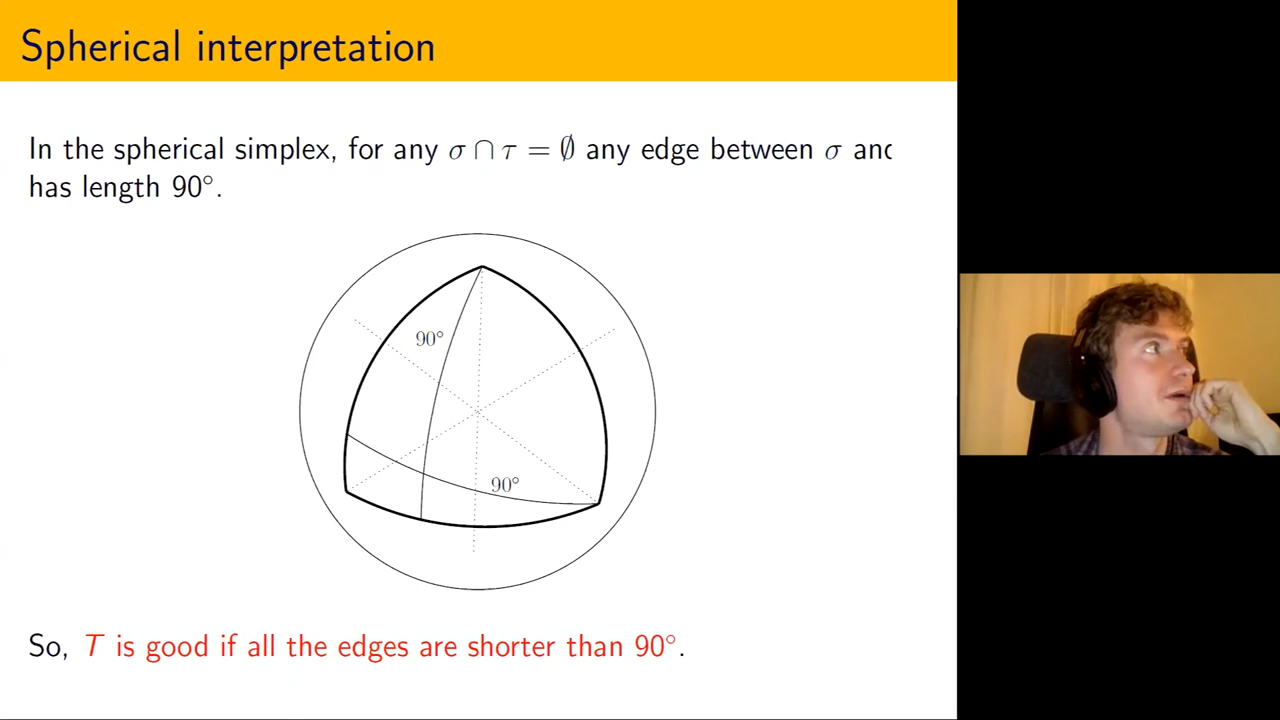 Spherical interpretation
In the spherical simplex, for any σ ∩ τ = ∅ any edge between σ and
has length 90°.
90°
90°
So, T is good if all the edges are shorter than 90°.